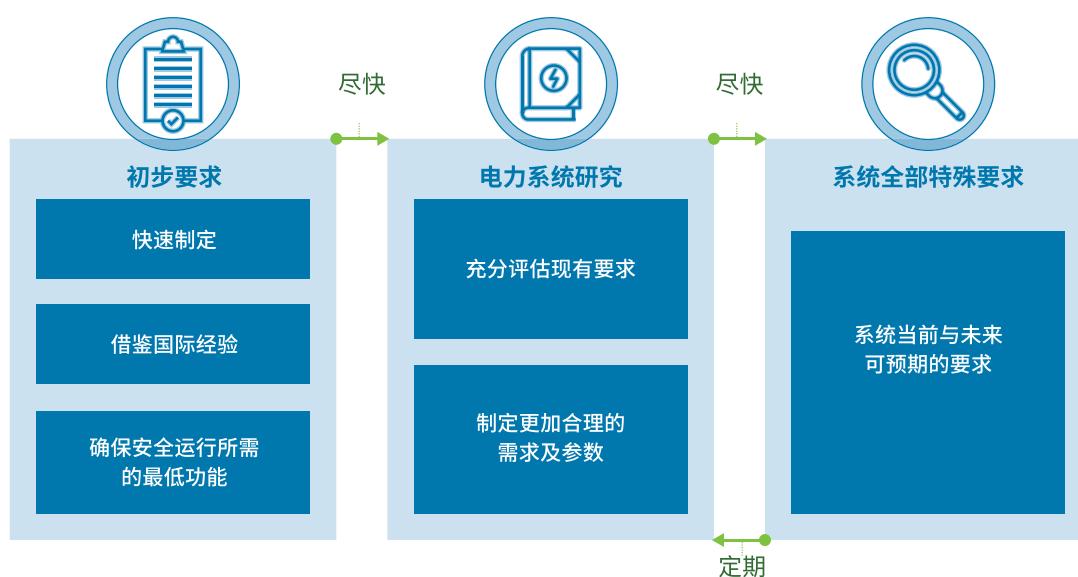 尽快
尽快
初步要求
快速制定
借鉴国际经验
确保安全运行所需
的最低功能
电力系统研究
充分评估现有要求
制定更加合理的
需求及参数
系统全部特殊要求
系统当前与未来
可预期的要求
定期